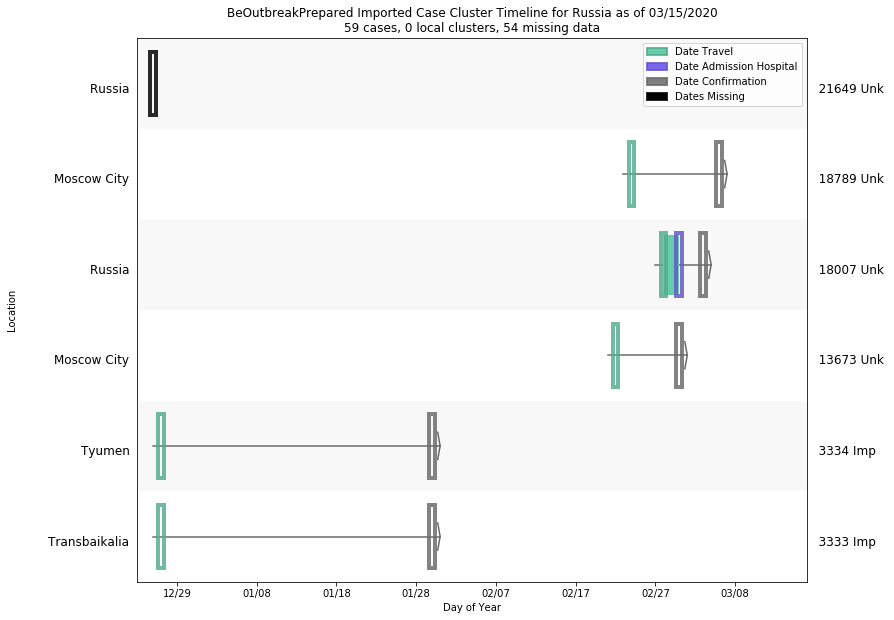 BeOutbreakPrepared Imported Case Cluster Timeline for Russia as of 03/15/2020
59 cases, 0 local clusters, 54 missing data
Date Travel
Date Admission Hospital
Date Confirmation
Dates Missing
Russia
21649 Unk
Moscow City
18789 Unk
Russia
18007 Unk
Location
Moscow City
13673 Unk
Tyumen
3334 Imp
Transbaikalia
3333 Imp
12/29
01/08
01/18
01/28
02/07
02/17
02/27
03/08
Day of Year